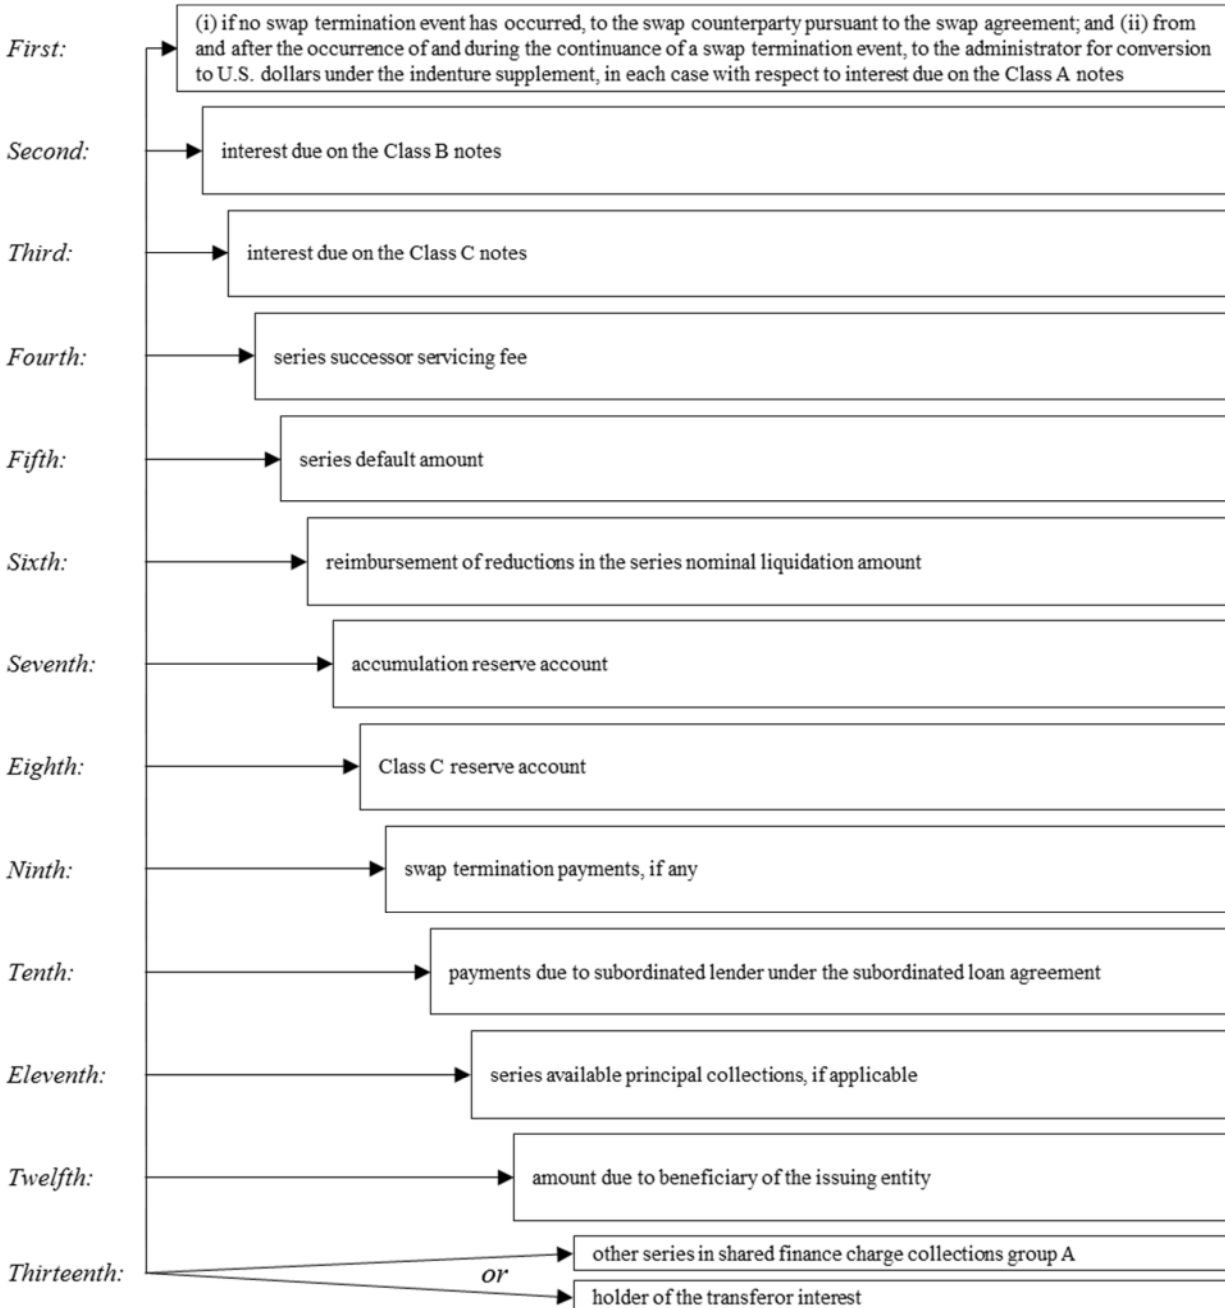 First:
(i) if no swap termination event has occurred, to the swap counterparty pursuant to the swap agreement; and (ii) from
and after the occurrence of and during the continuance of a swap termination event, to the administrator for conversion
to U.S. dollars under the indenture supplement, in each case with respect to interest due on the Class A notes
Second:
interest due on the Class B notes
Third:
interest due on the Class C notes
Fourth:
series successor servicing fee
Fifth:
series default amount
Sixth:
reimbursement of reductions in the series nominal liquidation amount
Seventh:
accumulation reserve account
Eighth:
Class C reserve account
Ninth:
swap termination payments, if any
Tenth:
payments due to subordinated lender under the subordinated loan agreement
Eleventh:
series available principal collections, if applicable
Twelfth:
amount due to beneficiary of the issuing entity
Thirteenth:
other series in shared finance charge collections group A
or
holder of the transferor interest